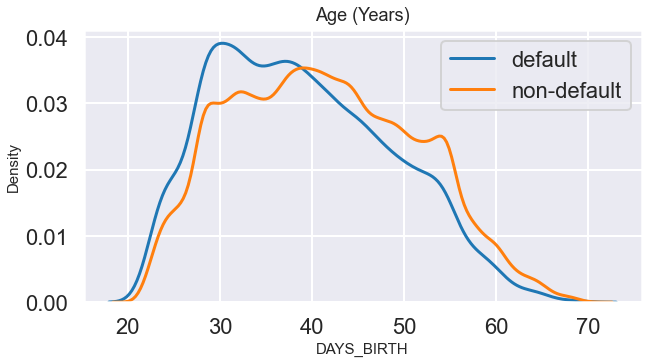 Age (Years)
0.04
0.03
0.02
0.01
0.00
Density
default
non-default
20 30 40 50 60 70
DAYS_BIRTH